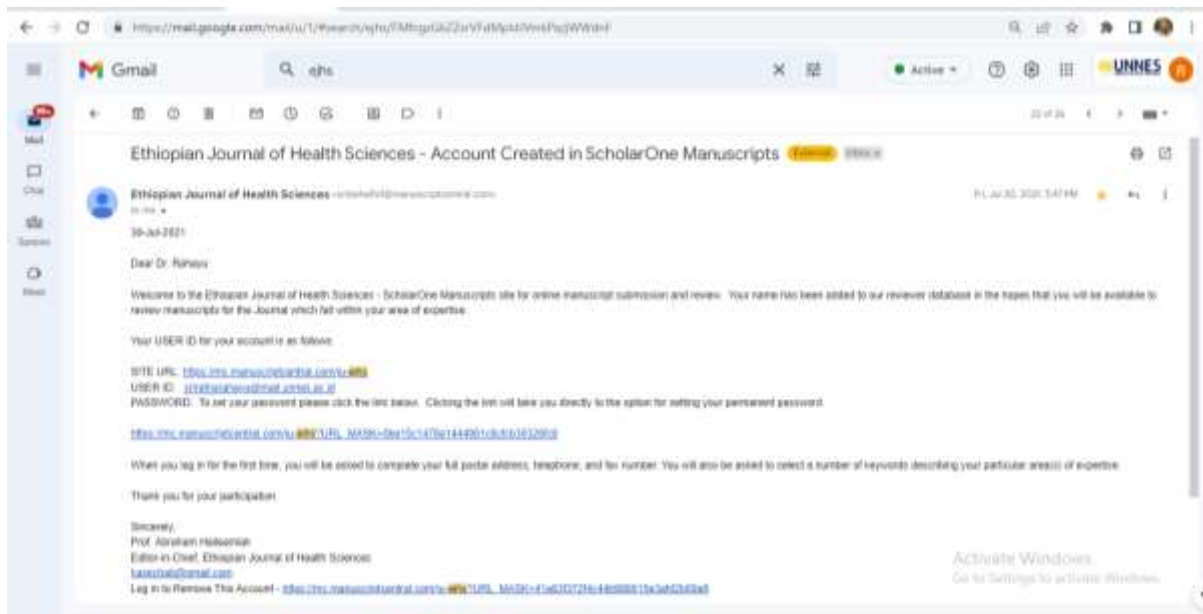 Gmail
ejhs
Active
UNNES
Mail
Chat
Spaces
Meet
Ethiopian Journal of Health Sciences - Account Created in ScholarOne Manuscripts External
Ethiopian Journal of Health Sciences
to me
30-Jul-2021
Dear Dr. Rahayu
Welcome to the Ethiopian Journal of Health Sciences - ScholarOne Manuscripts site for online manuscript submission and review. Your name has been added to our reviewer database in the hopes that you will be available to
review manuscripts for the Journal which fall within your area of expertise.
Your USER ID for your account is as follows:
SITE URL: https://mc.manuscriptcentral.com/ju-ejhs
USER ID:
PASSWORD: To set your password please click the link below. Clicking the link will take you directly to the option for setting your permanent password.
When you log in for the first time, you will be asked to complete your full postal address, telephone, and fax number. You will also be asked to select a number of keywords describing your particular area(s) of expertise.
Thank you for your participation.
Sincerely,
Prof. Abraham
Editor-in-Chief, Ethiopian Journal of Health Sciences
Log in to Remove This Account -
Activate Windows
Go to Settings to activate Windows.